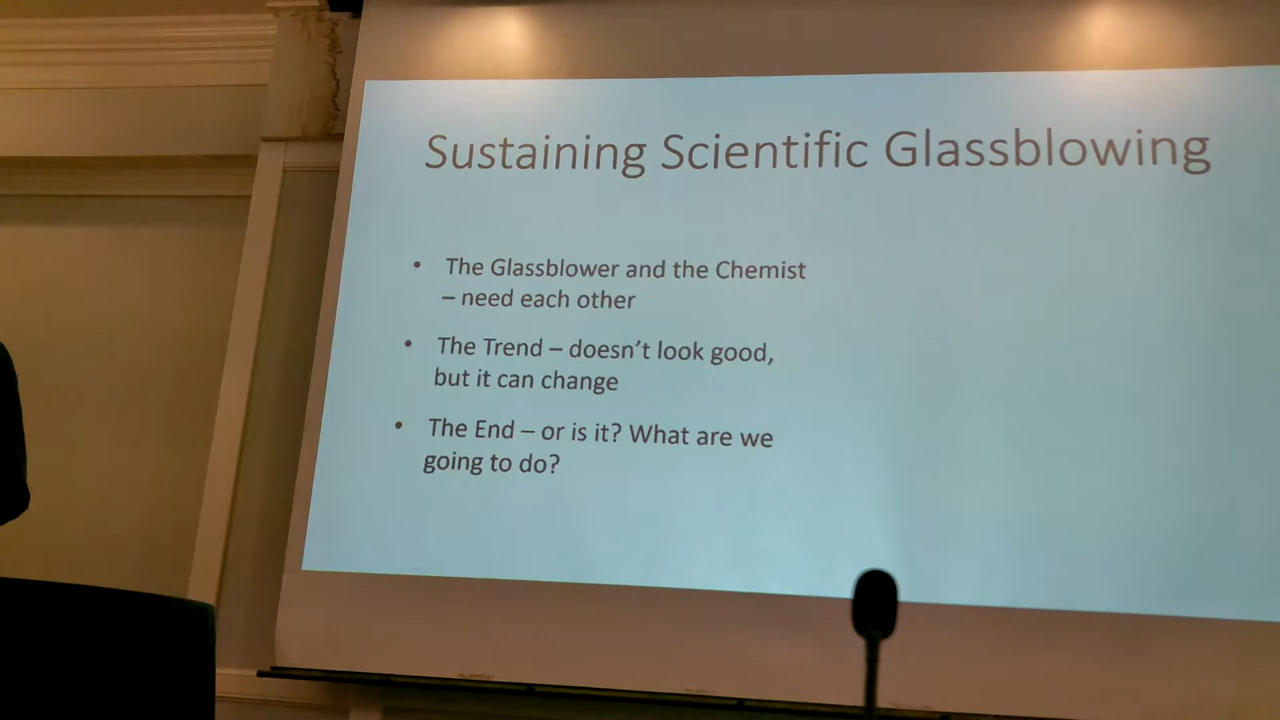 Sustaining Scientific Glassblowing
• The Glassblower and the Chemist
– need each other
• The Trend – doesn't look good,
but it can change
• The End – or is it? What are we
going to do?